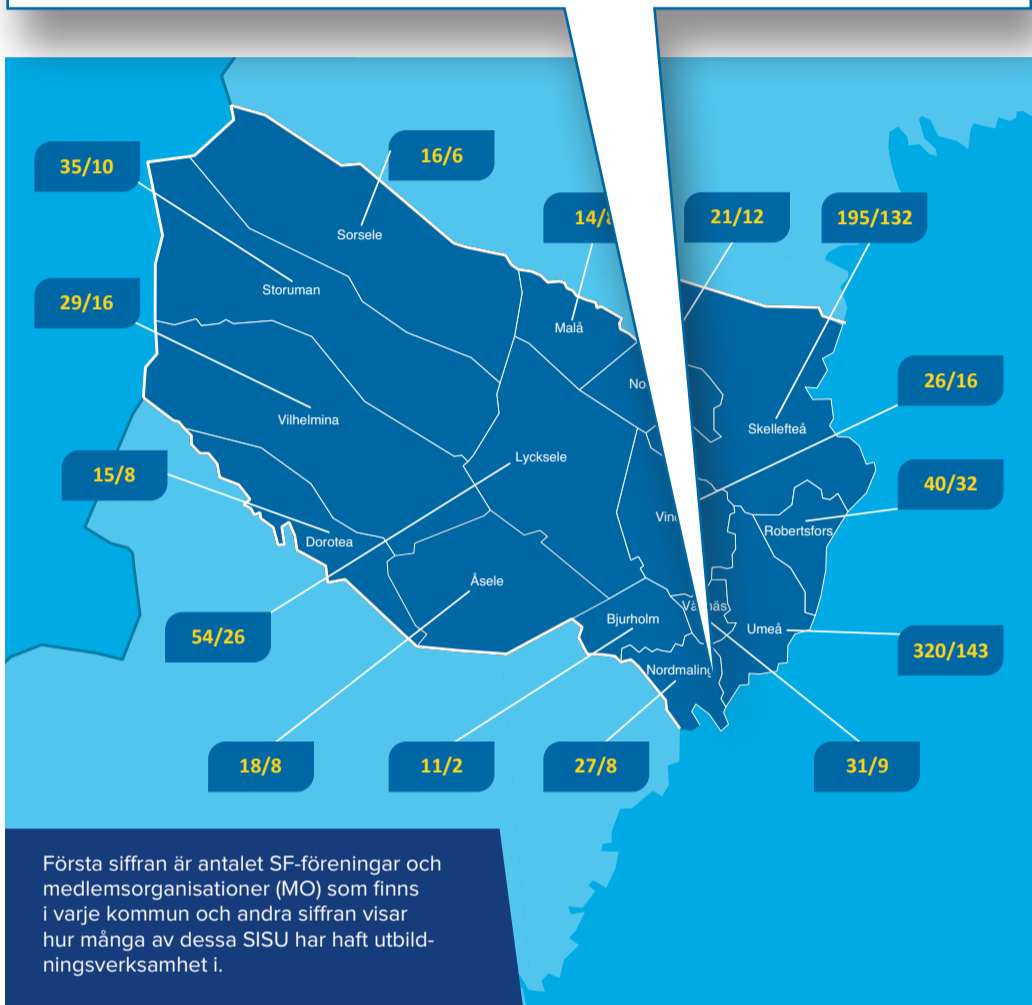 16/6
35/10
21/12
195/132
Sorsele
Storuman
29/16
Malå
26/16
Vilhelmina
Skellefteå
Lycksele
15/8
40/32
Robertsfors
Dorotea
Åsele
Bjurholm
Umeå
54/26
320/143
Nordmaling
18/8
11/2
27/8
31/9
Första siffran är antalet SF-föreningar och
medlemsorganisationer (MO) som finns
i varje kommun och andra siffran visar
hur många av dessa SISU har haft utbild-
ningsverksamhet i.